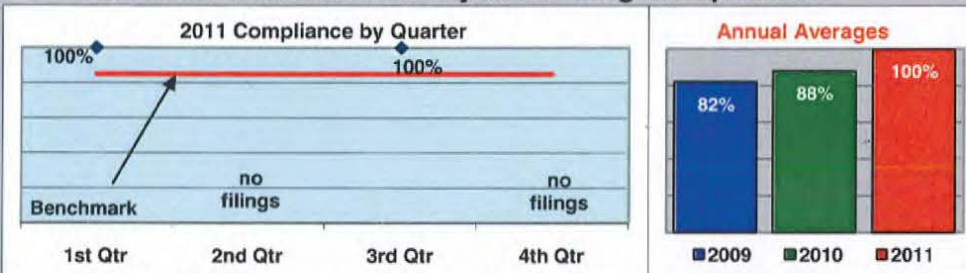 2011 Compliance by Quarter
100%
100%
Benchmark
no
filings
no
filings
1st Qtr 2nd Qtr 3rd Qtr 4th Qtr
Annual Averages
82%
88%
100%
2009 2010 2011